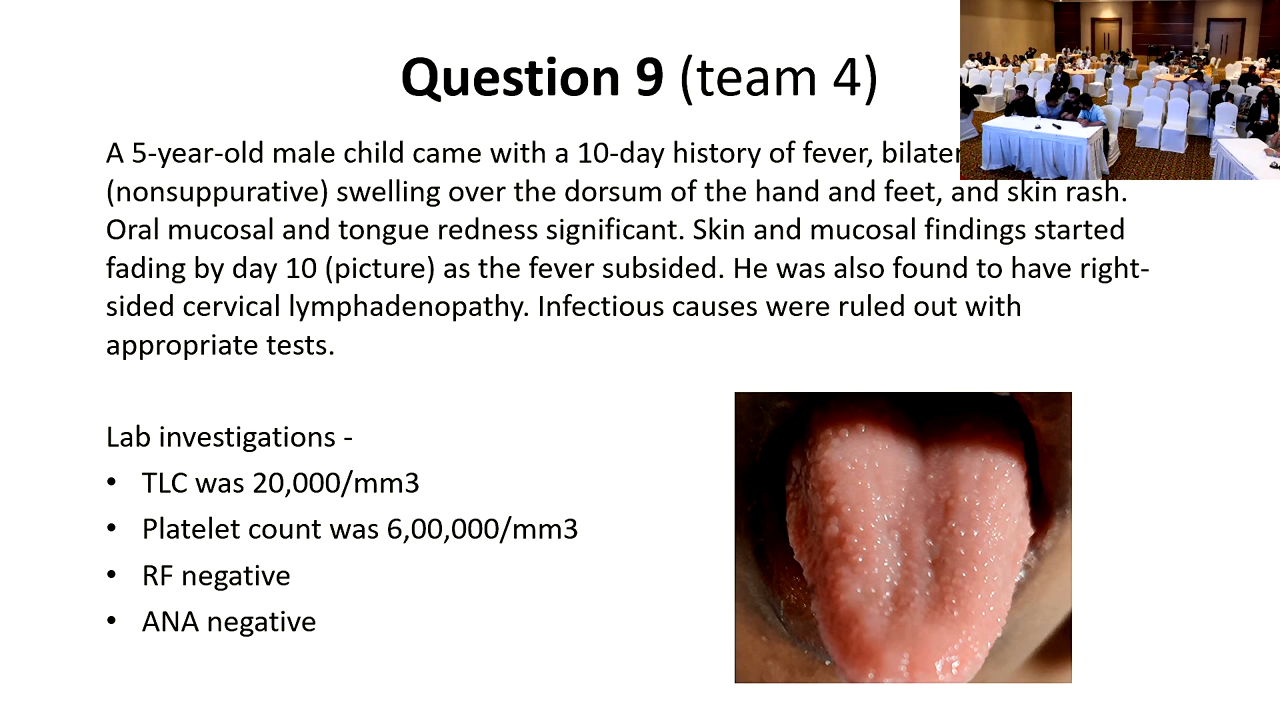 Question 9 (team 4)
A 5-year-old male child came with a 10-day history of fever,
(nonsuppurative) swelling over the dorsum of the hand and feet, and skin rash.
Oral mucosal and tongue redness significant. Skin and mucosal findings started
fading by day 10 (picture) as the fever subsided. He was also found to have right-
sided cervical lymphadenopathy. Infectious causes were ruled out with
appropriate tests.
Lab investigations -
• TLC was 20,000/mm3
• Platelet count was 6,00,000/mm3
• RF negative
• ANA negative